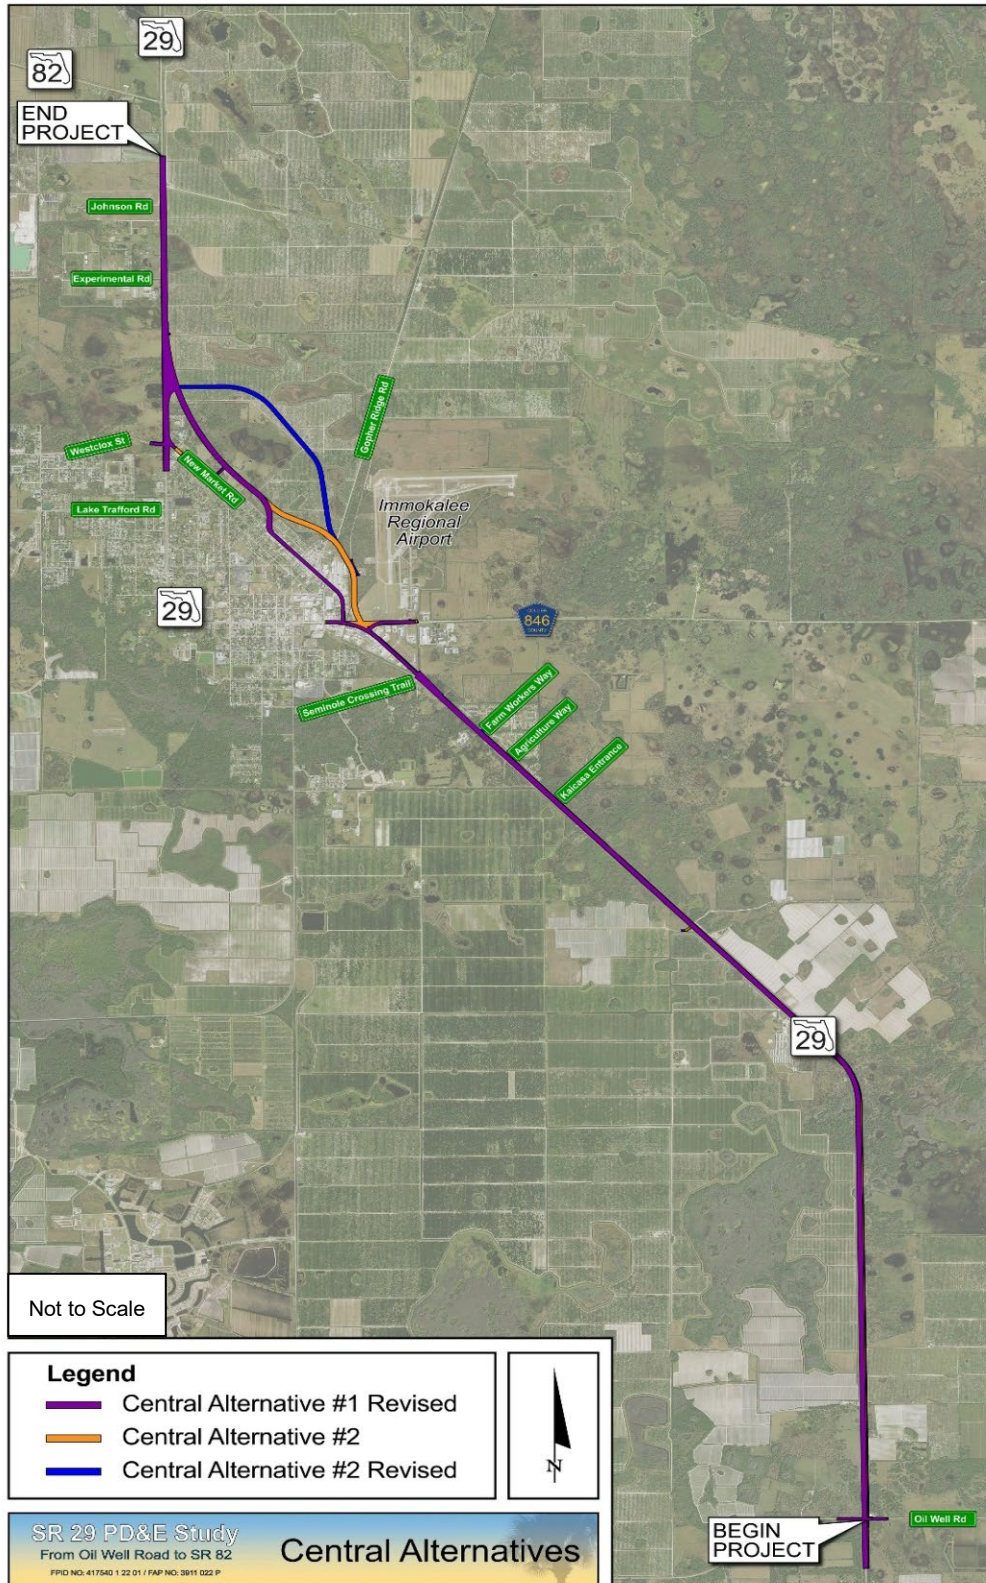 29
82
END
PROJECT
Johnson Rd
Experimental Rd
Gopher Ridge Rd
Westclox St
New Market Rd
Lake Trafford Rd
Immokalee
Regional
Airport
29
COLLIER
846
COUNTY
Seminole Crossing Trail
Farm Workers Way
Agriculture Way
Kaicasa Entrance
29
Not to Scale
Legend
Central Alternative #1 Revised
Central Alternative #2
Central Alternative #2 Revised
N
Oil Well Rd
BEGIN
PROJECT
SR 29 PD&E Study
From Oil Well Road to SR 82
FPID NO: 417540 1 22 01 / FAP NO: 3911 022 P
Central Alternatives